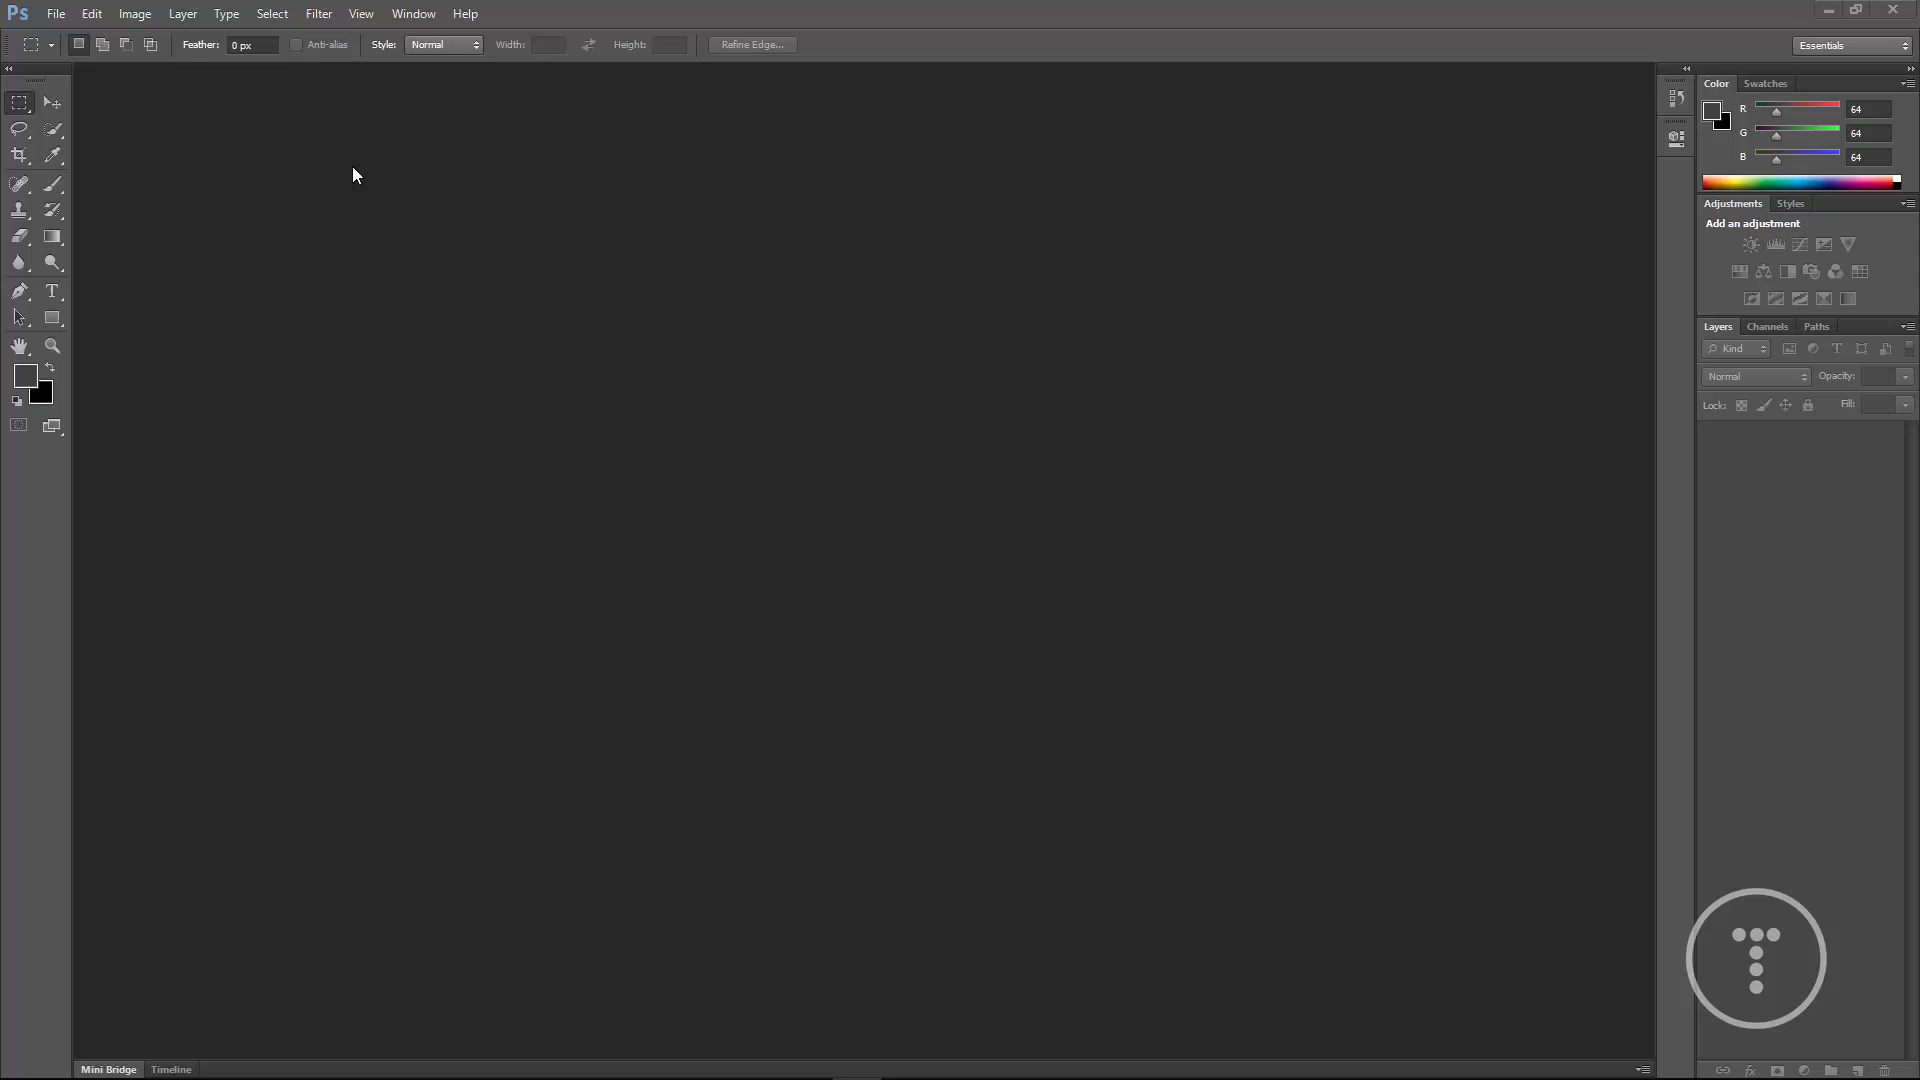 Ps File Edit Image Layer Type Select Filter View Window Help
Feather: 0 px Anti-alias Style: Normal Width: Height: Refine Edge... Essentials
Color Swatches
R 64
G 64
B 64
Adjustments Styles
Add an adjustment
T
Layers Channels Paths
Kind T
Normal Opacity:
Lock: Fill:
T
Mini Bridge Timeline fx